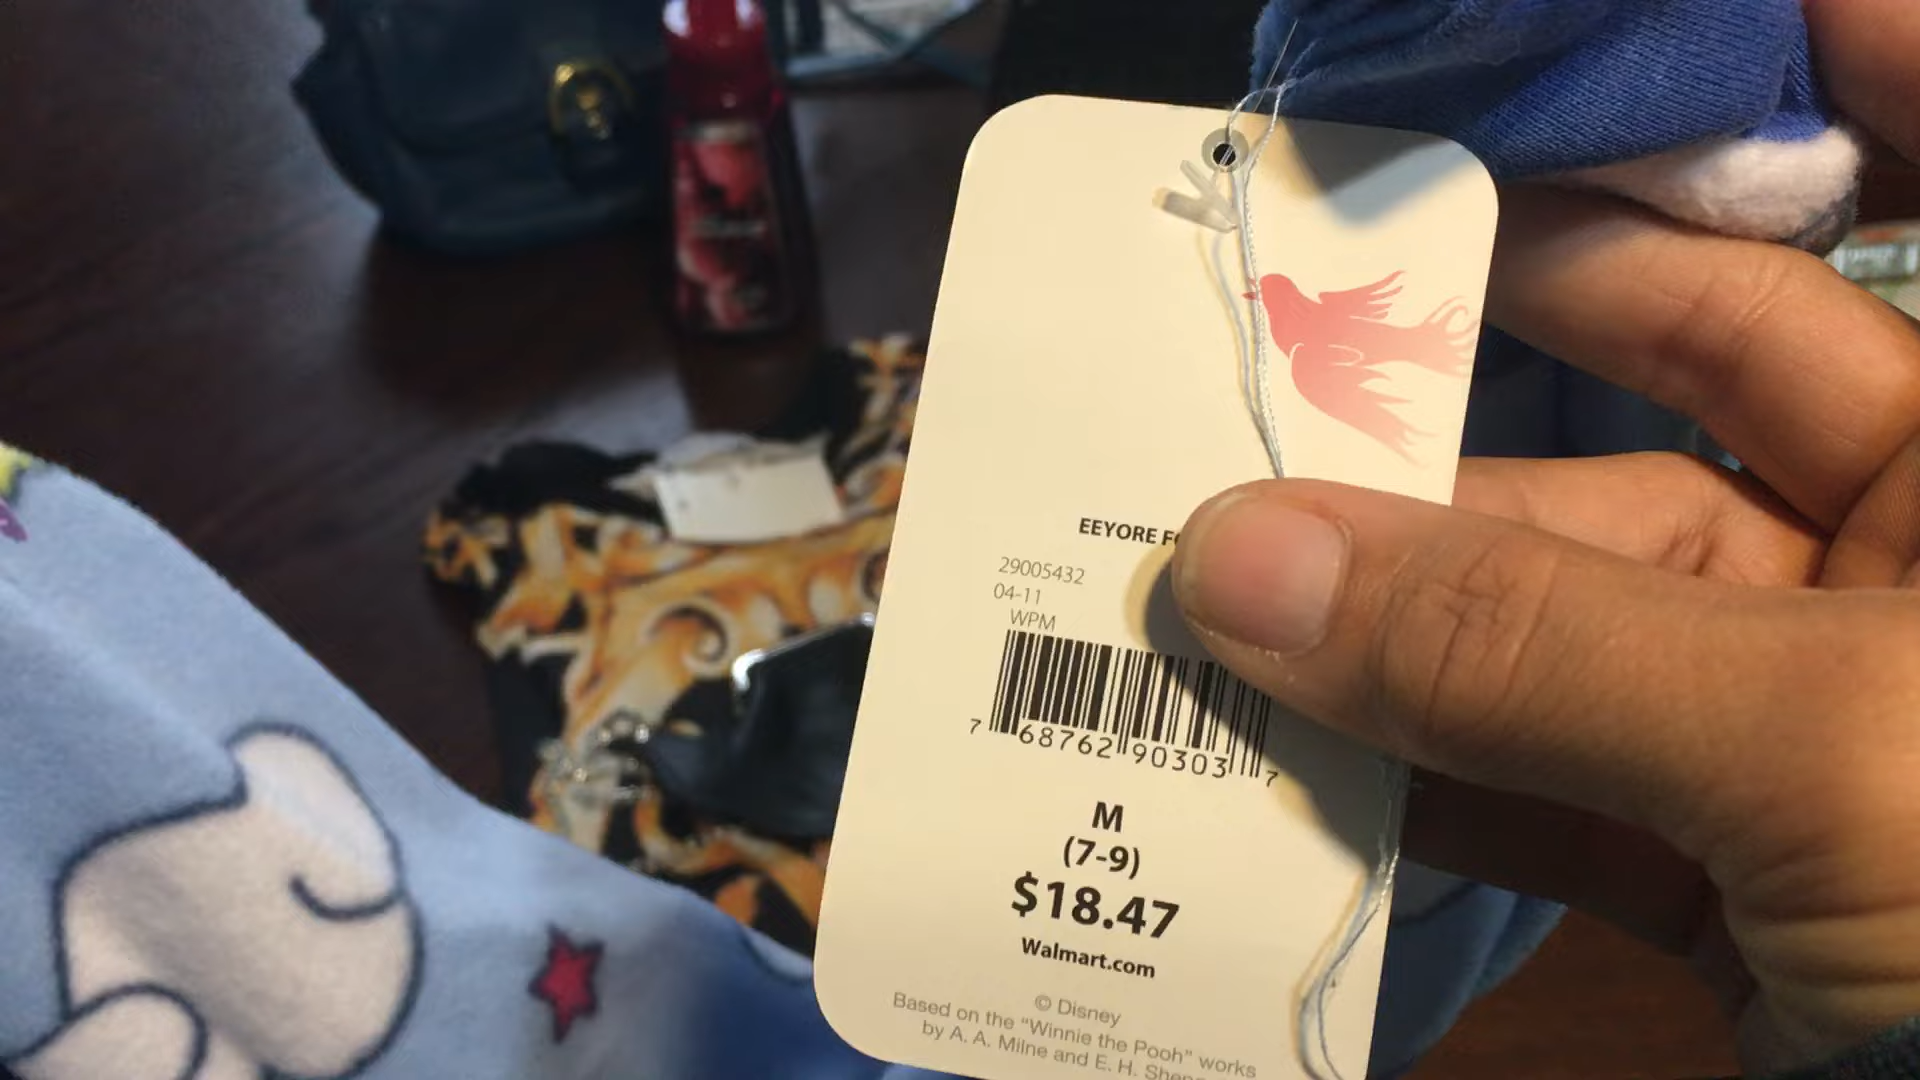 EEYORE
29005432
04-11
WPM
7 68762 90303 7
M
(7-9)
$18.47
Walmart.com
© Disney
Based on the "Winnie the Pooh" works
by A. A. Milne and E. H.